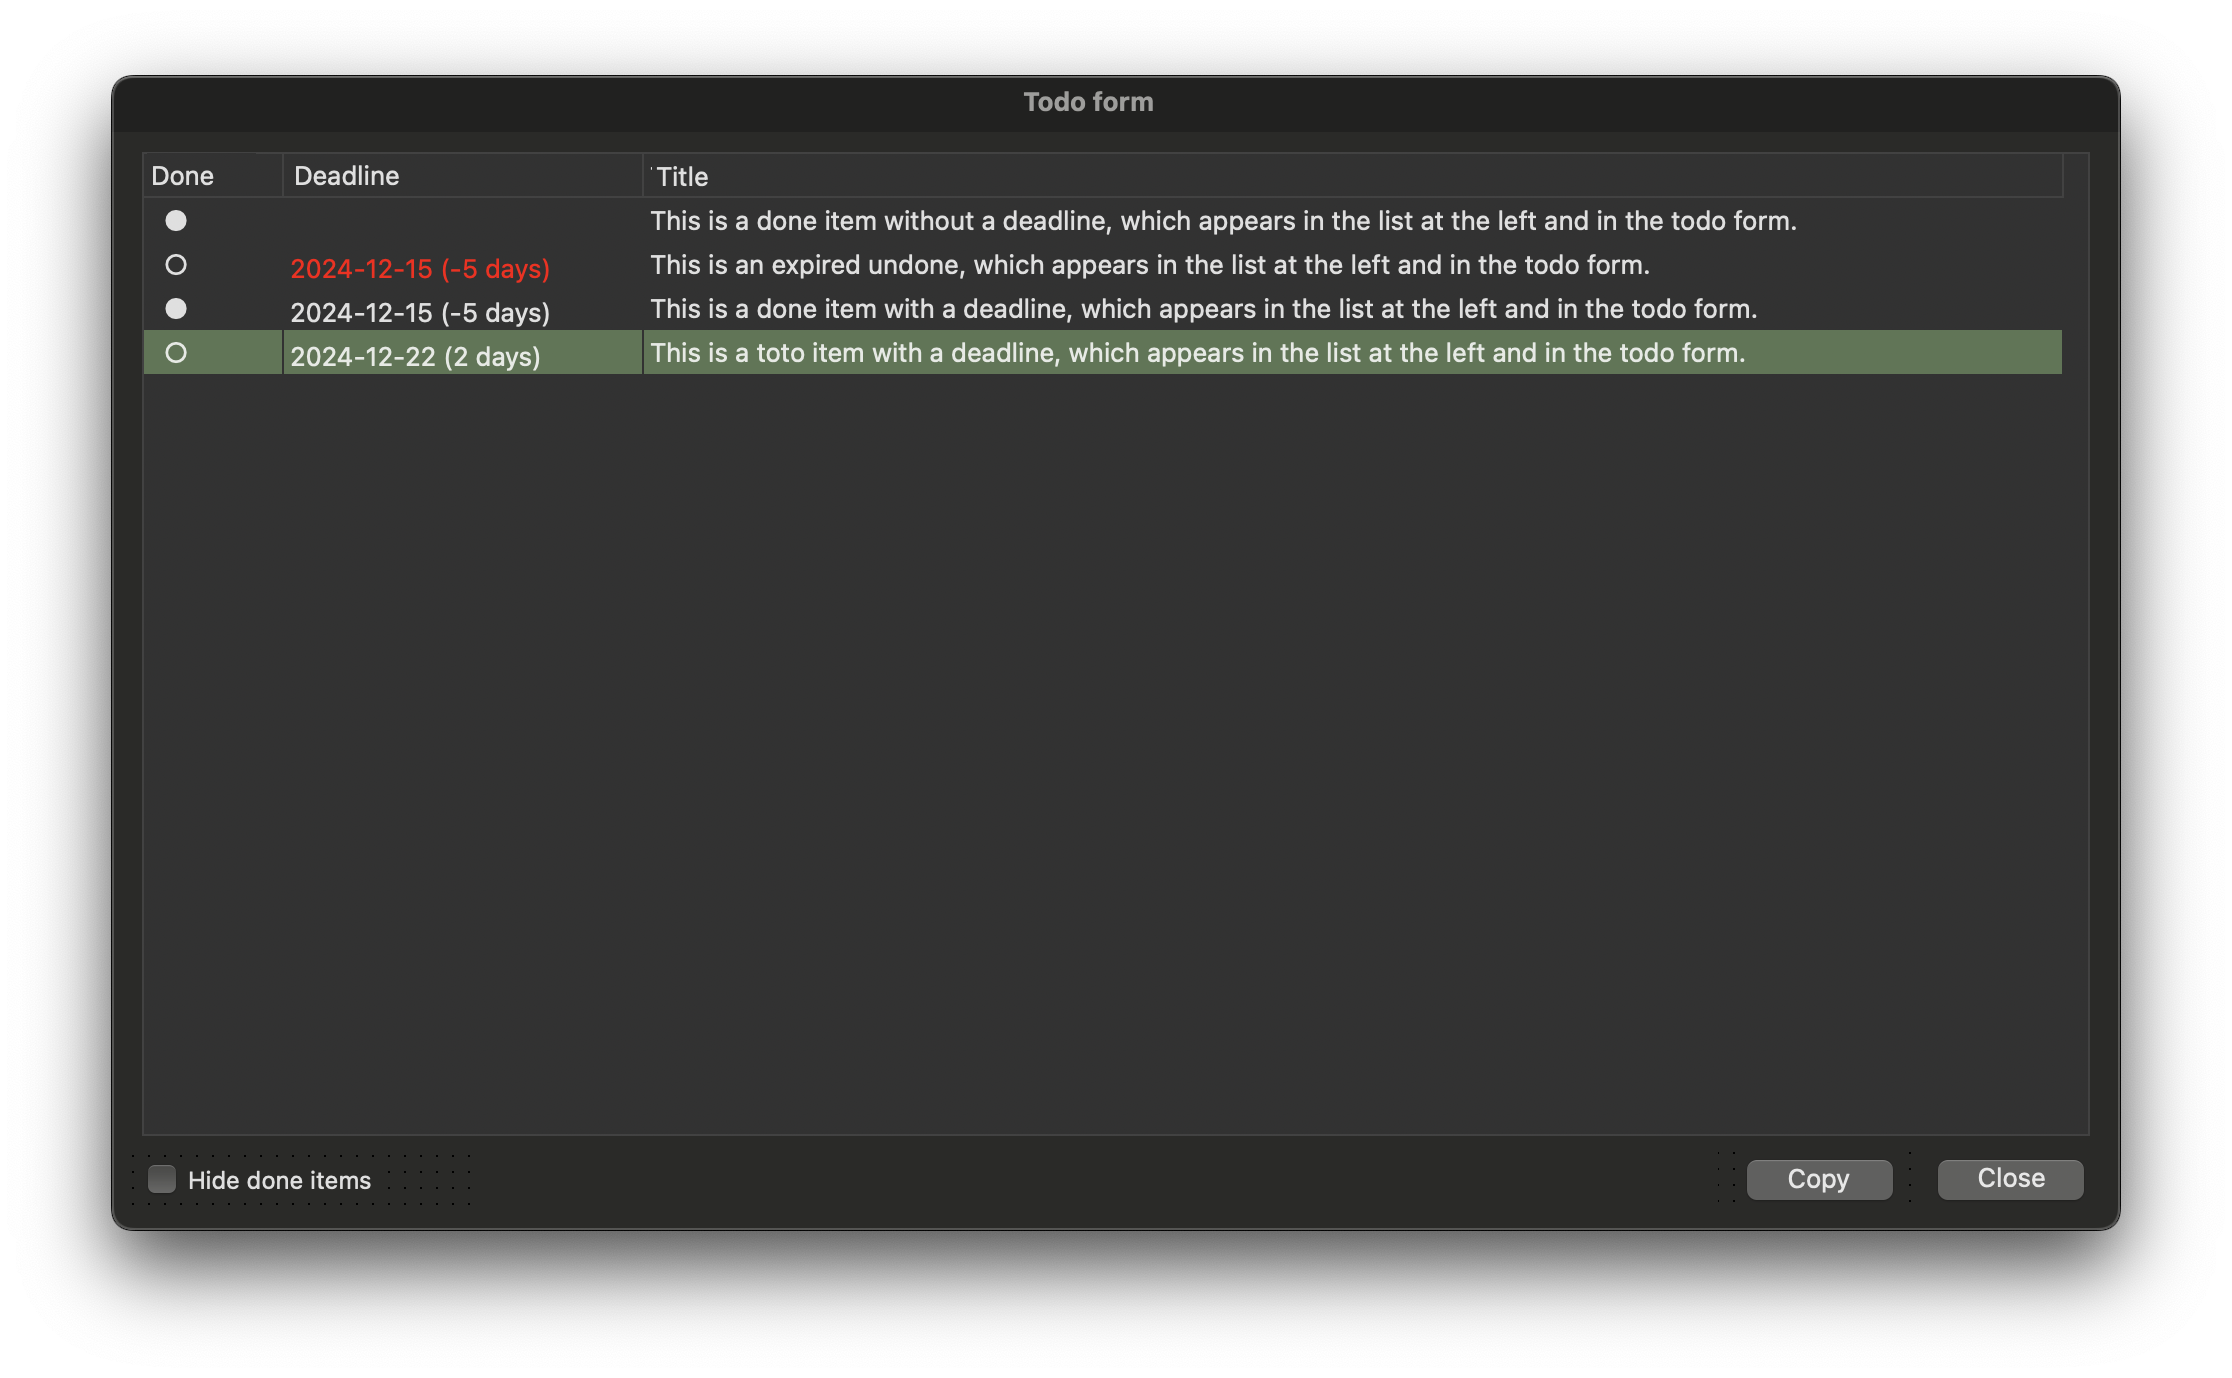 Todo form
Done Deadline Title
This is a done item without a deadline, which appears in the list at the left and in the todo form.
2024-12-15 (-5 days) This is an expired undone, which appears in the list at the left and in the todo form.
2024-12-15 (-5 days) This is a done item with a deadline, which appears in the list at the left and in the todo form.
2024-12-22 (2 days) This is a toto item with a deadline, which appears in the list at the left and in the todo form.
Hide done items Copy Close